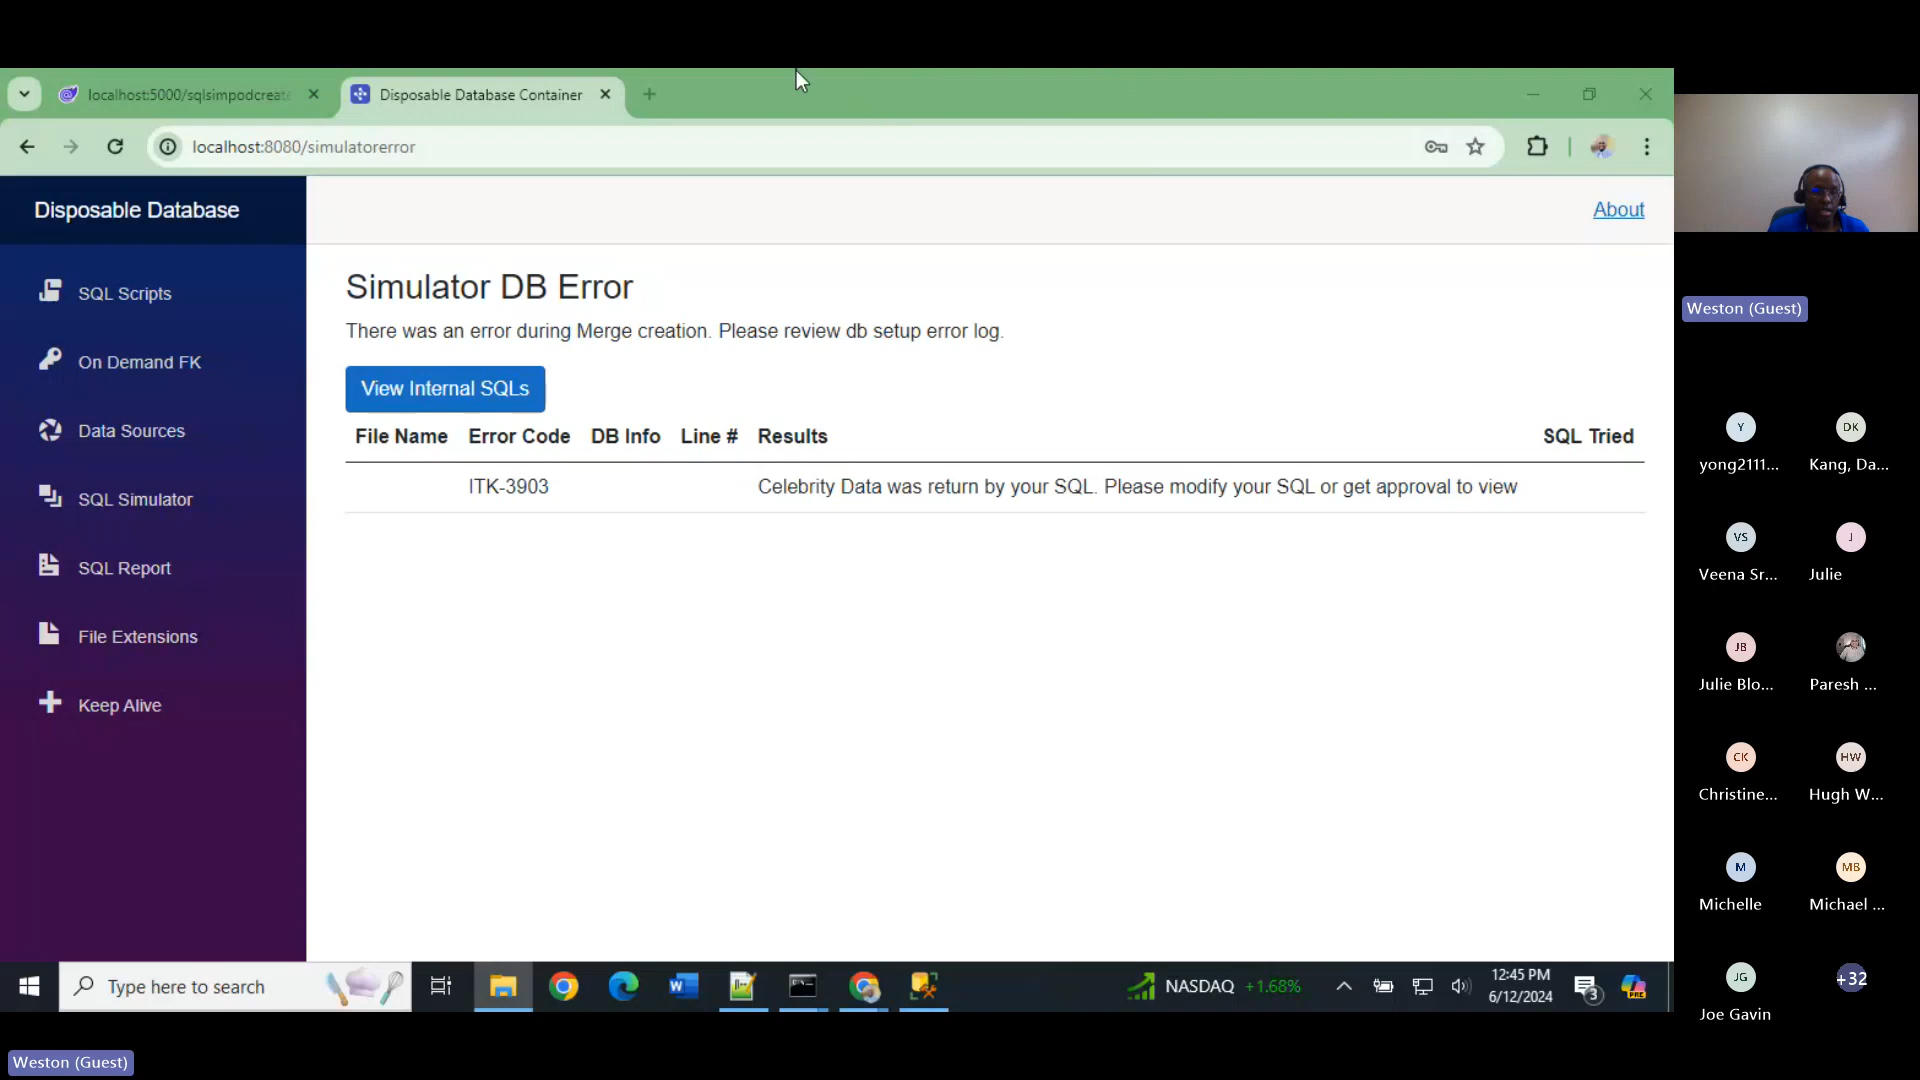 localhost:5000/sqlsimpodcreate
Disposable Database Container
localhost:8080/simulatorerror
Disposable Database
About
SQL Scripts
On Demand FK
Data Sources
SQL Simulator
SQL Report
File Extensions
Keep Alive
Simulator DB Error
There was an error during Merge creation. Please review db setup error log.
View Internal SQLs
File Name Error Code DB Info Line # Results SQL Tried
ITK-3903 Celebrity Data was return by your SQL. Please modify your SQL or get approval to view
Type here to search
NASDAQ +1.68%
12:45 PM
6/12/2024
3
PRE
Weston (Guest)
Weston (Guest)
Y DK
yong2111... Kang, Da...
VS J
Veena Sr... Julie
JB
Julie Blo... Paresh ...
CK HW
Christine... Hugh W...
M MB
Michelle Michael ...
JG +32
Joe Gavin